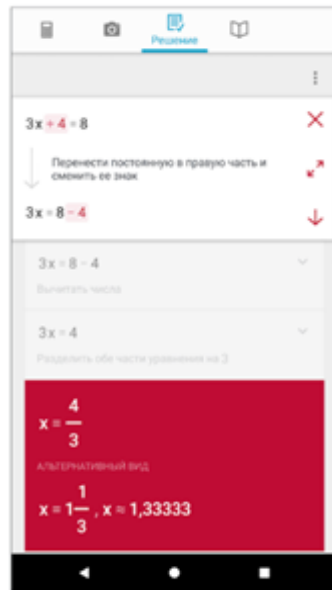 Решение
3x + 4 = 8
Перенести постоянную в правую часть и
сменить ее знак
3x = 8 - 4
3x = 8 - 4
Вычитать числа
3x = 4
Разделить обе части уравнения на 3
x = 4/3
АЛЬТЕРНАТИВНЫЙ ВИД
x = 1 1/3 , x ≈ 1,33333